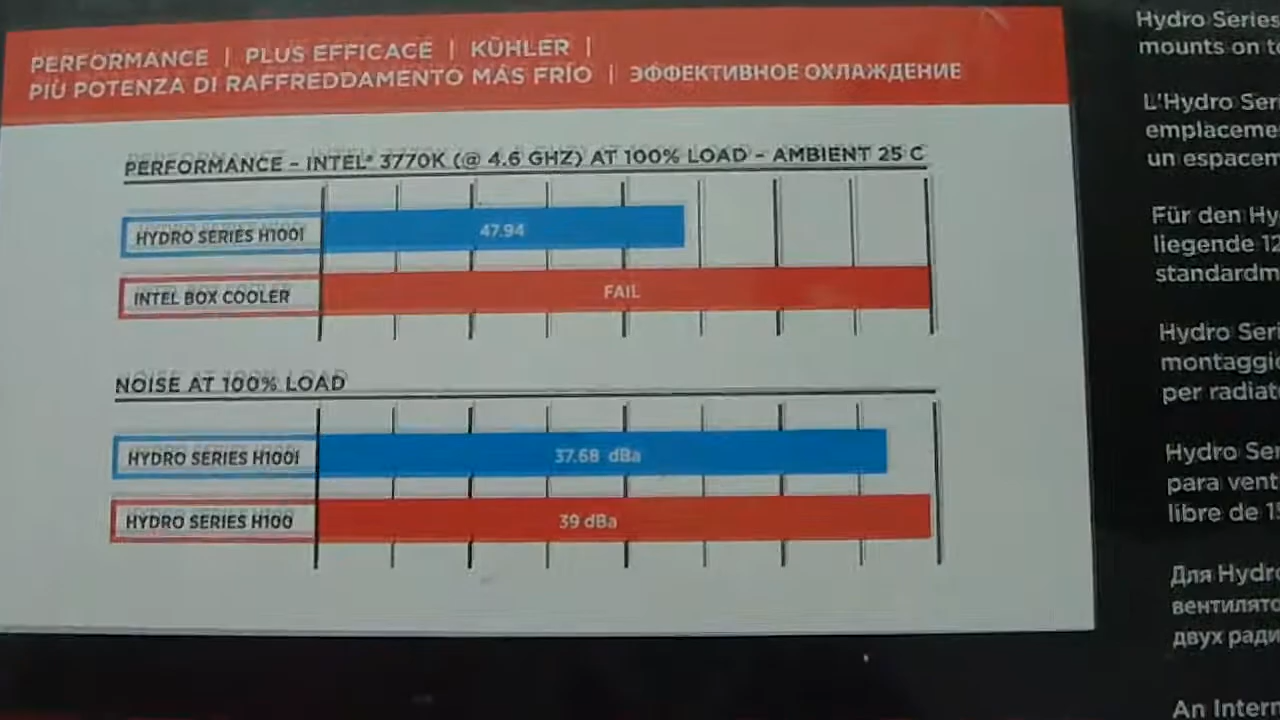 PERFORMANCE | PLUS EFFICACE | KÜHLER |
PIÙ POTENZA DI RAFFREDDAMENTO MÁS FRÍO | ЭФФЕКТИВНОЕ ОХЛАЖДЕНИЕ
PERFORMANCE – INTEL® 3770K (@ 4.6 GHZ) AT 100% LOAD – AMBIENT 25 C
HYDRO SERIES H100I
47.94
INTEL BOX COOLER
FAIL
NOISE AT 100% LOAD
HYDRO SERIES H100I
37.68 dBa
HYDRO SERIES H100
39 dBa
Hydro Series
mounts on to
L'Hydro Seri
emplaceme
un espacem
Für den Hy
liegende 12
standardm
Hydro Seri
montaggio
per radiat
Hydro Ser
para vent
libre de 15
Для Hydro
вентилято
двух ради
An Intern